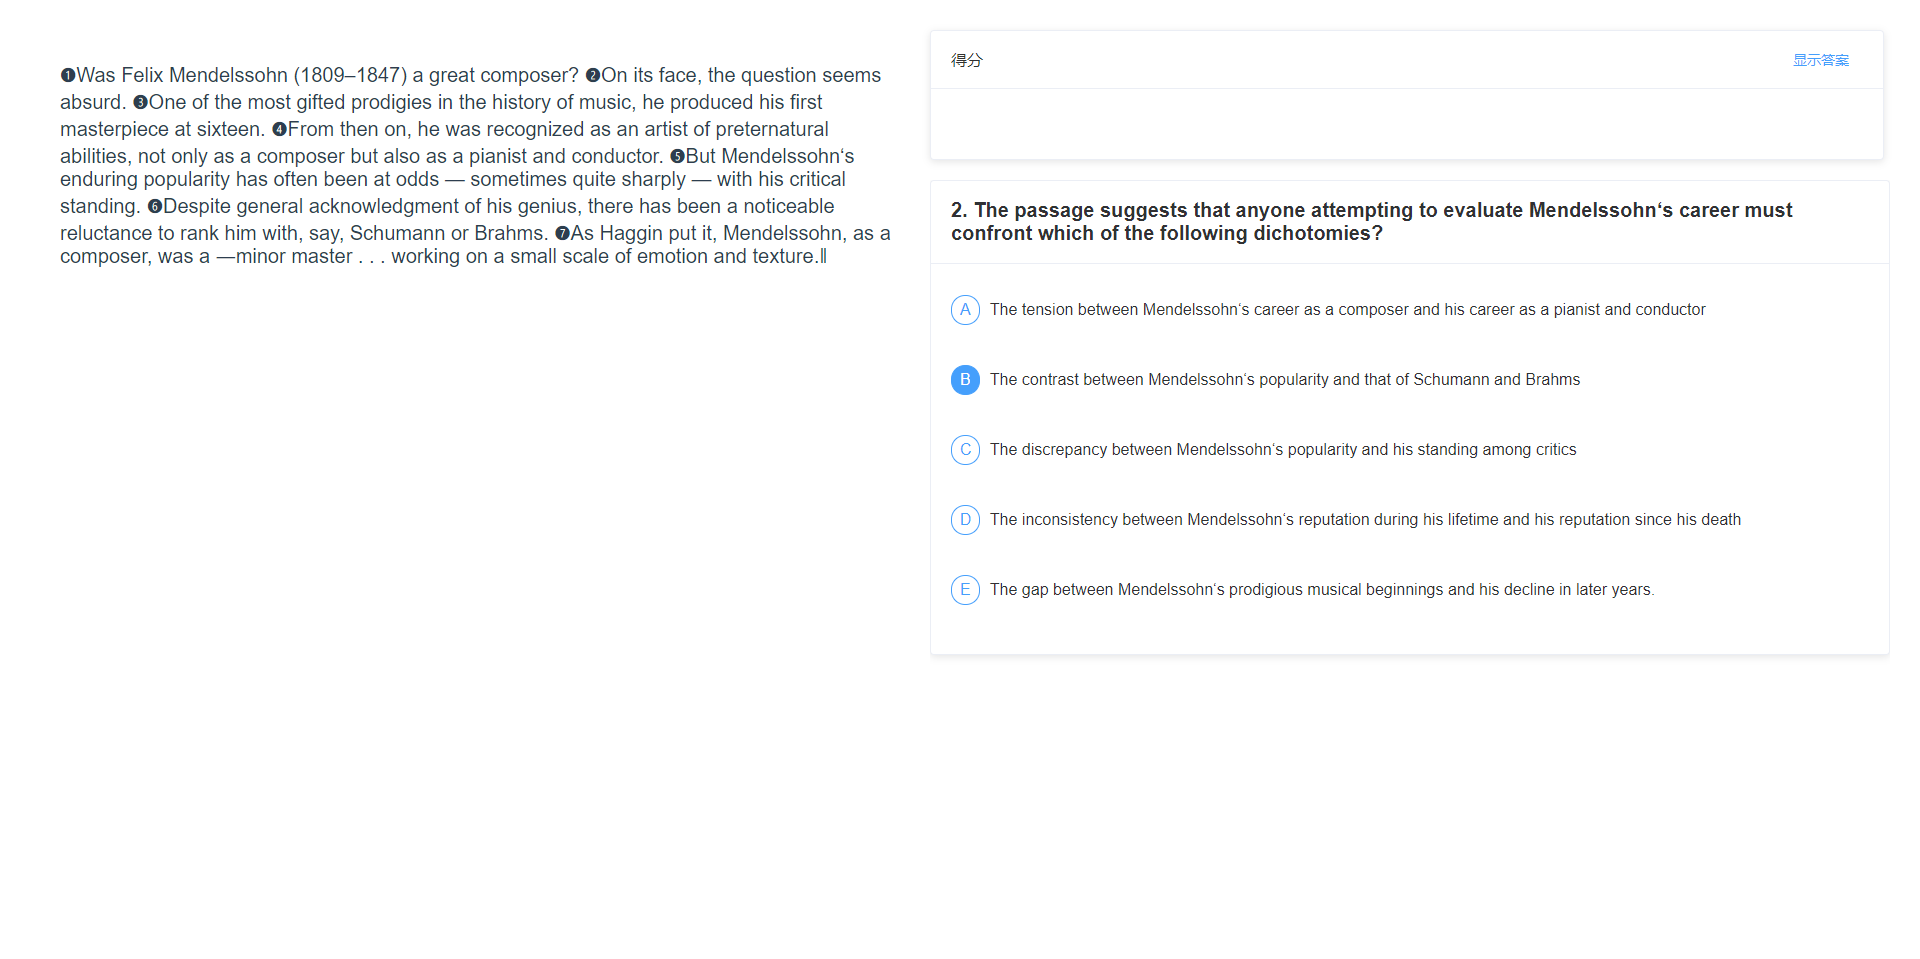 ❶Was Felix Mendelssohn (1809–1847) a great composer? ❷On its face, the question seems
absurd. ❸One of the most gifted prodigies in the history of music, he produced his first
masterpiece at sixteen. ❹From then on, he was recognized as an artist of preternatural
abilities, not only as a composer but also as a pianist and conductor. ❺But Mendelssohn‘s
enduring popularity has often been at odds — sometimes quite sharply — with his critical
standing. ❻Despite general acknowledgment of his genius, there has been a noticeable
reluctance to rank him with, say, Schumann or Brahms. ❼As Haggin put it, Mendelssohn, as a
composer, was a ―minor master . . . working on a small scale of emotion and texture.‖
得分
显示答案
2. The passage suggests that anyone attempting to evaluate Mendelssohn‘s career must
confront which of the following dichotomies?
A The tension between Mendelssohn‘s career as a composer and his career as a pianist and conductor
B The contrast between Mendelssohn‘s popularity and that of Schumann and Brahms
C The discrepancy between Mendelssohn‘s popularity and his standing among critics
D The inconsistency between Mendelssohn‘s reputation during his lifetime and his reputation since his death
E The gap between Mendelssohn‘s prodigious musical beginnings and his decline in later years.